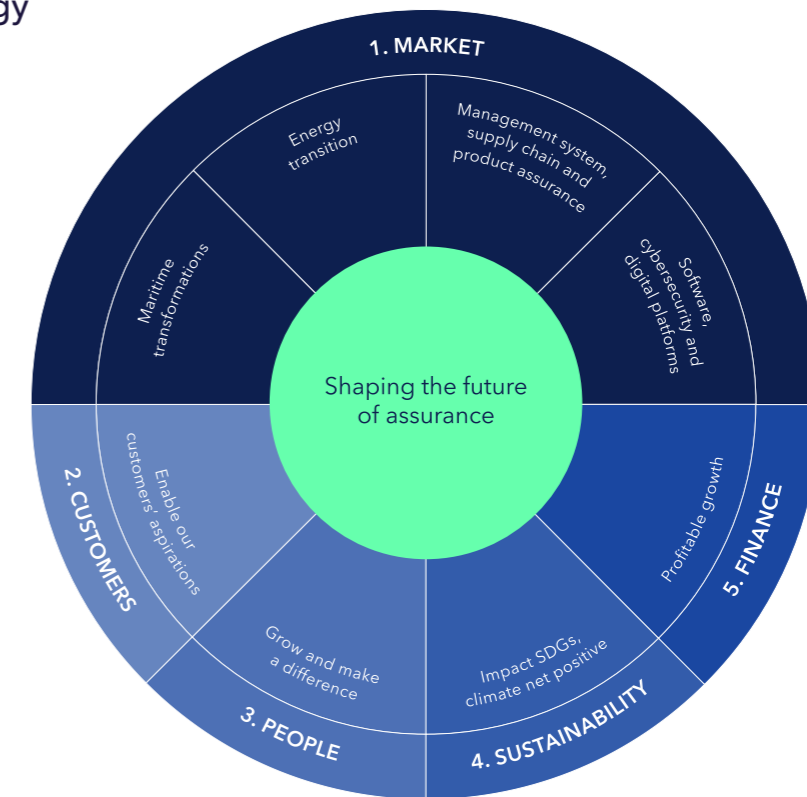 gy
1. MARKET
Energy
transition
Management system,
supply chain and
product assurance
Maritime
transformations
Software,
cybersecurity and
digital platforms
Shaping the future
of assurance
2. CUSTOMERS
Enable our
customers’ aspirations
3. PEOPLE
Grow and make
a difference
4. SUSTAINABILITY
Impact SDGs,
climate net positive
5. FINANCE
Profitable growth